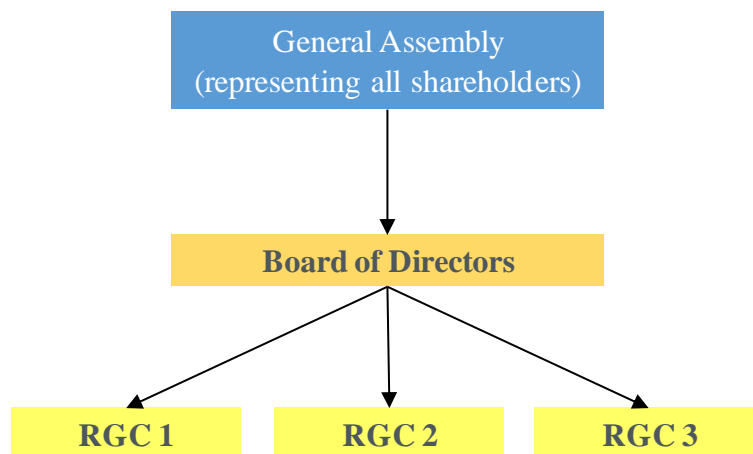 General Assembly
(representing all shareholders)
Board of Directors
RGC 1
RGC 2
RGC 3